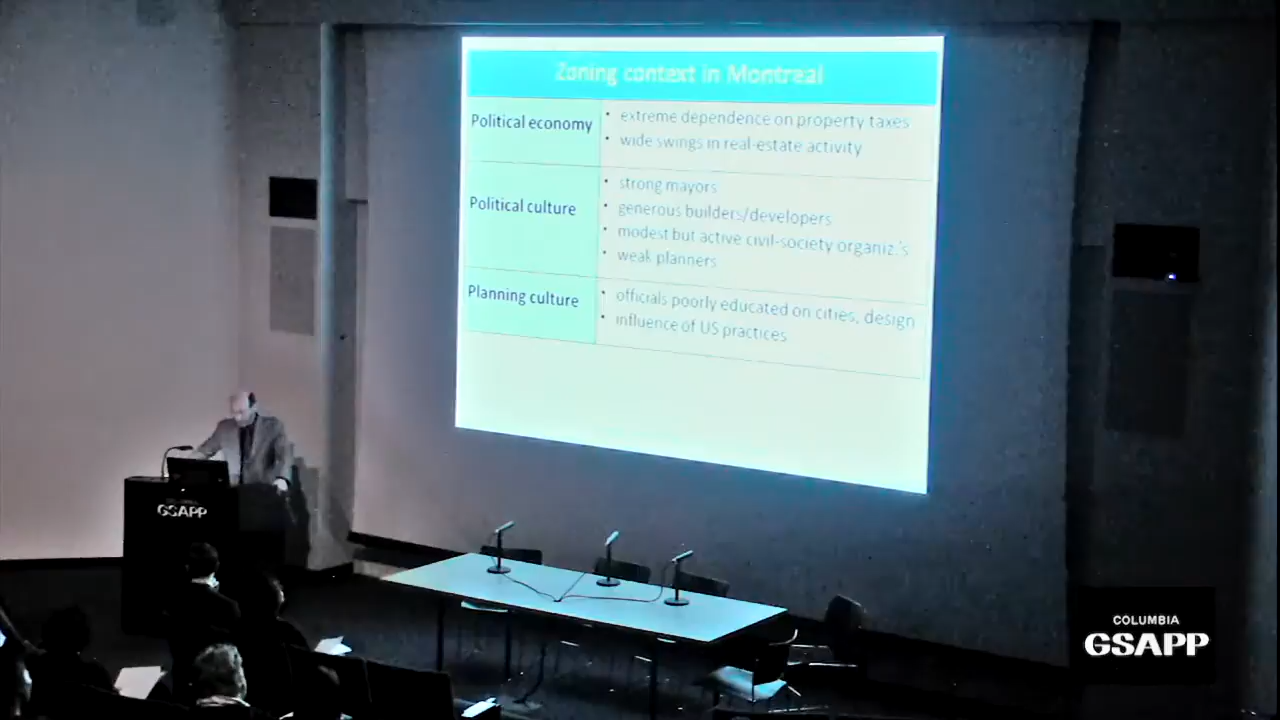 Zoning context in Montreal
Political economy
• extreme dependence on property taxes
• wide swings in real-estate activity
Political culture
• strong mayors
• generous builders/developers
• modest but active civil-society organiz.'s
• weak planners
Planning culture
• officials poorly educated on cities, design
• influence of US practices
GSAPP
COLUMBIA
GSAPP